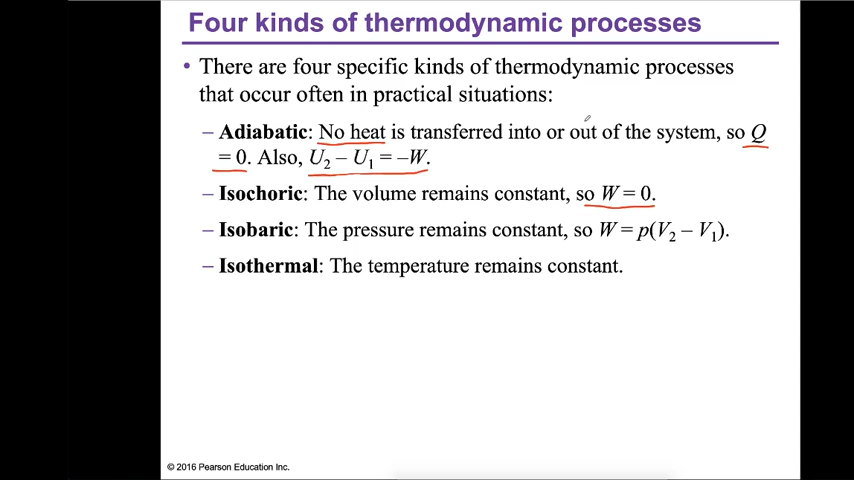 Four kinds of thermodynamic processes
• There are four specific kinds of thermodynamic processes
that occur often in practical situations:
– Adiabatic: No heat is transferred into or out of the system, so Q
= 0. Also, U₂ – U₁ = –W.
– Isochoric: The volume remains constant, so W = 0.
– Isobaric: The pressure remains constant, so W = p(V₂ – V₁).
– Isothermal: The temperature remains constant.
© 2016 Pearson Education Inc.